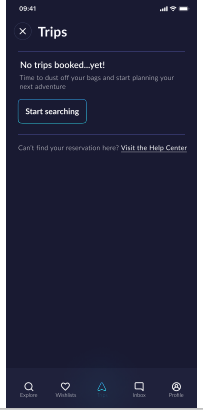 09:41
Trips
No trips booked...yet!
Time to dust off your bags and start planning your
next adventure
Start searching
Can't find your reservation here? Visit the Help Center
Explore
Wishlists
Inbox
Profile